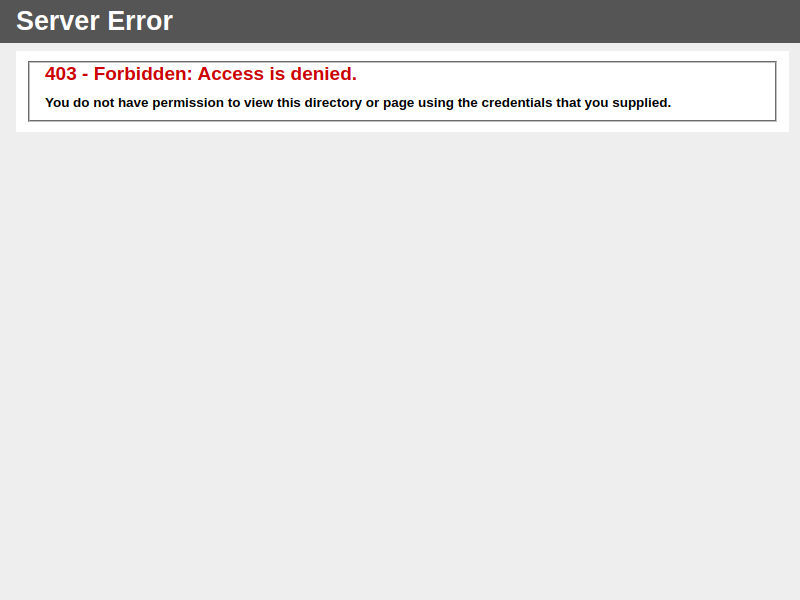 Server Error
403 - Forbidden: Access is denied.
You do not have permission to view this directory or page using the credentials that you supplied.